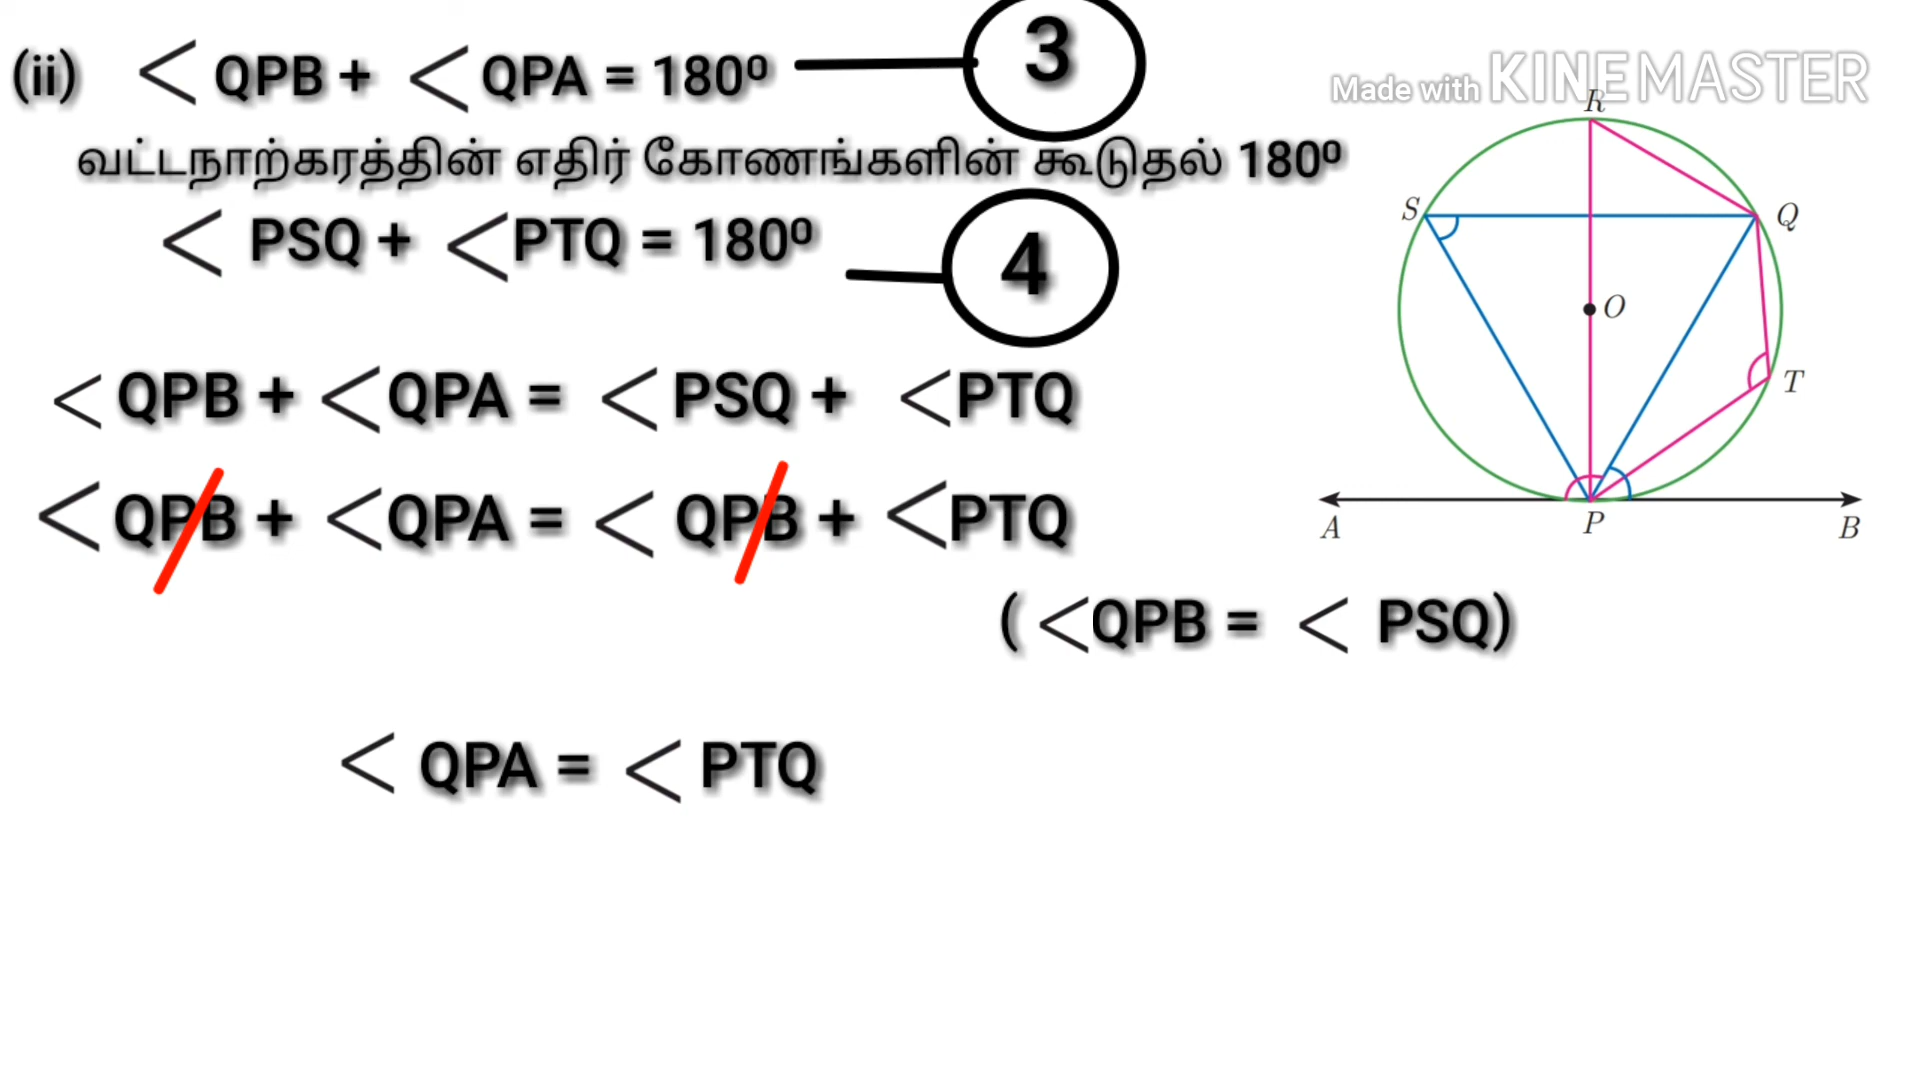 (ii) < QPB + < QPA = 180⁰ 3
Made with KINEMASTER
வட்டநாற்கரத்தின் எதிர் கோணங்களின் கூடுதல் 180⁰
< PSQ + < PTQ = 180⁰ 4
< QPB + < QPA = < PSQ + < PTQ
< QPB + < QPA = < QPB + < PTQ
( < QPB = < PSQ)
< QPA = < PTQ
R
S
Q
O
T
A
P
B